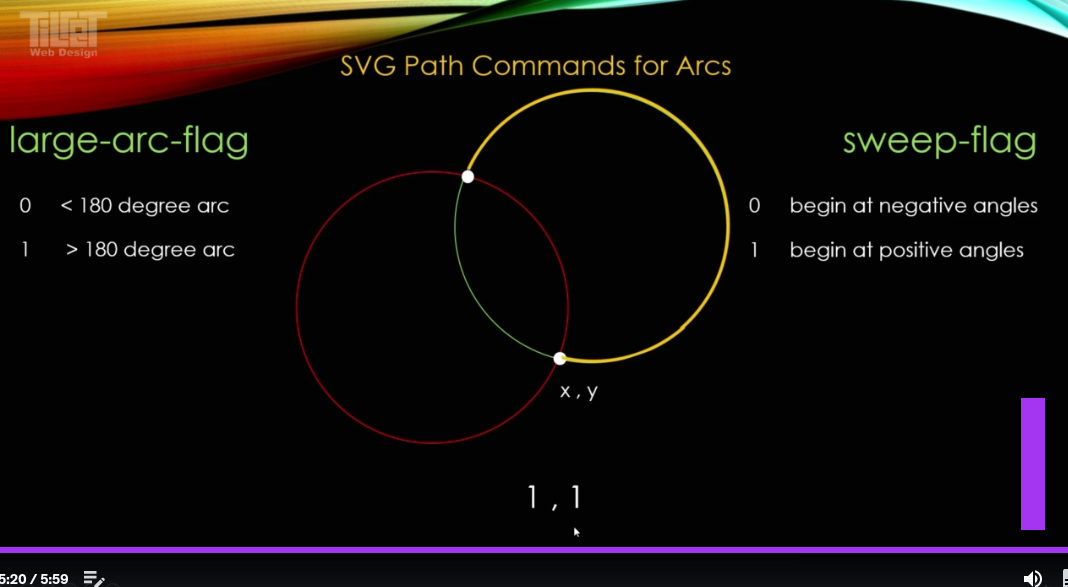 TILFET
Web Design
SVG Path Commands for Arcs
large-arc-flag
0 < 180 degree arc
1 > 180 degree arc
sweep-flag
0 begin at negative angles
1 begin at positive angles
x , y
1 , 1
5:20 / 5:59